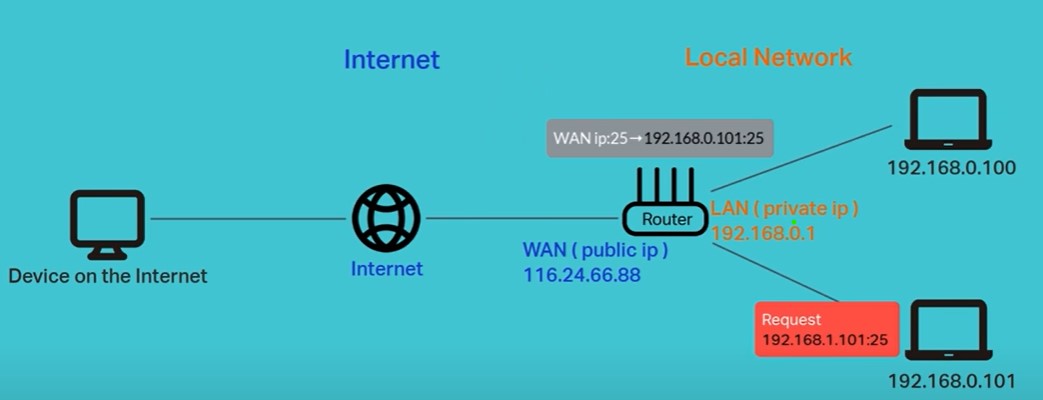 Internet
Local Network
WAN ip:25→192.168.0.101:25
192.168.0.100
Router
LAN ( private ip )
192.168.0.1
WAN ( public ip )
116.24.66.88
Device on the Internet
Internet
Request
192.168.1.101:25
192.168.0.101